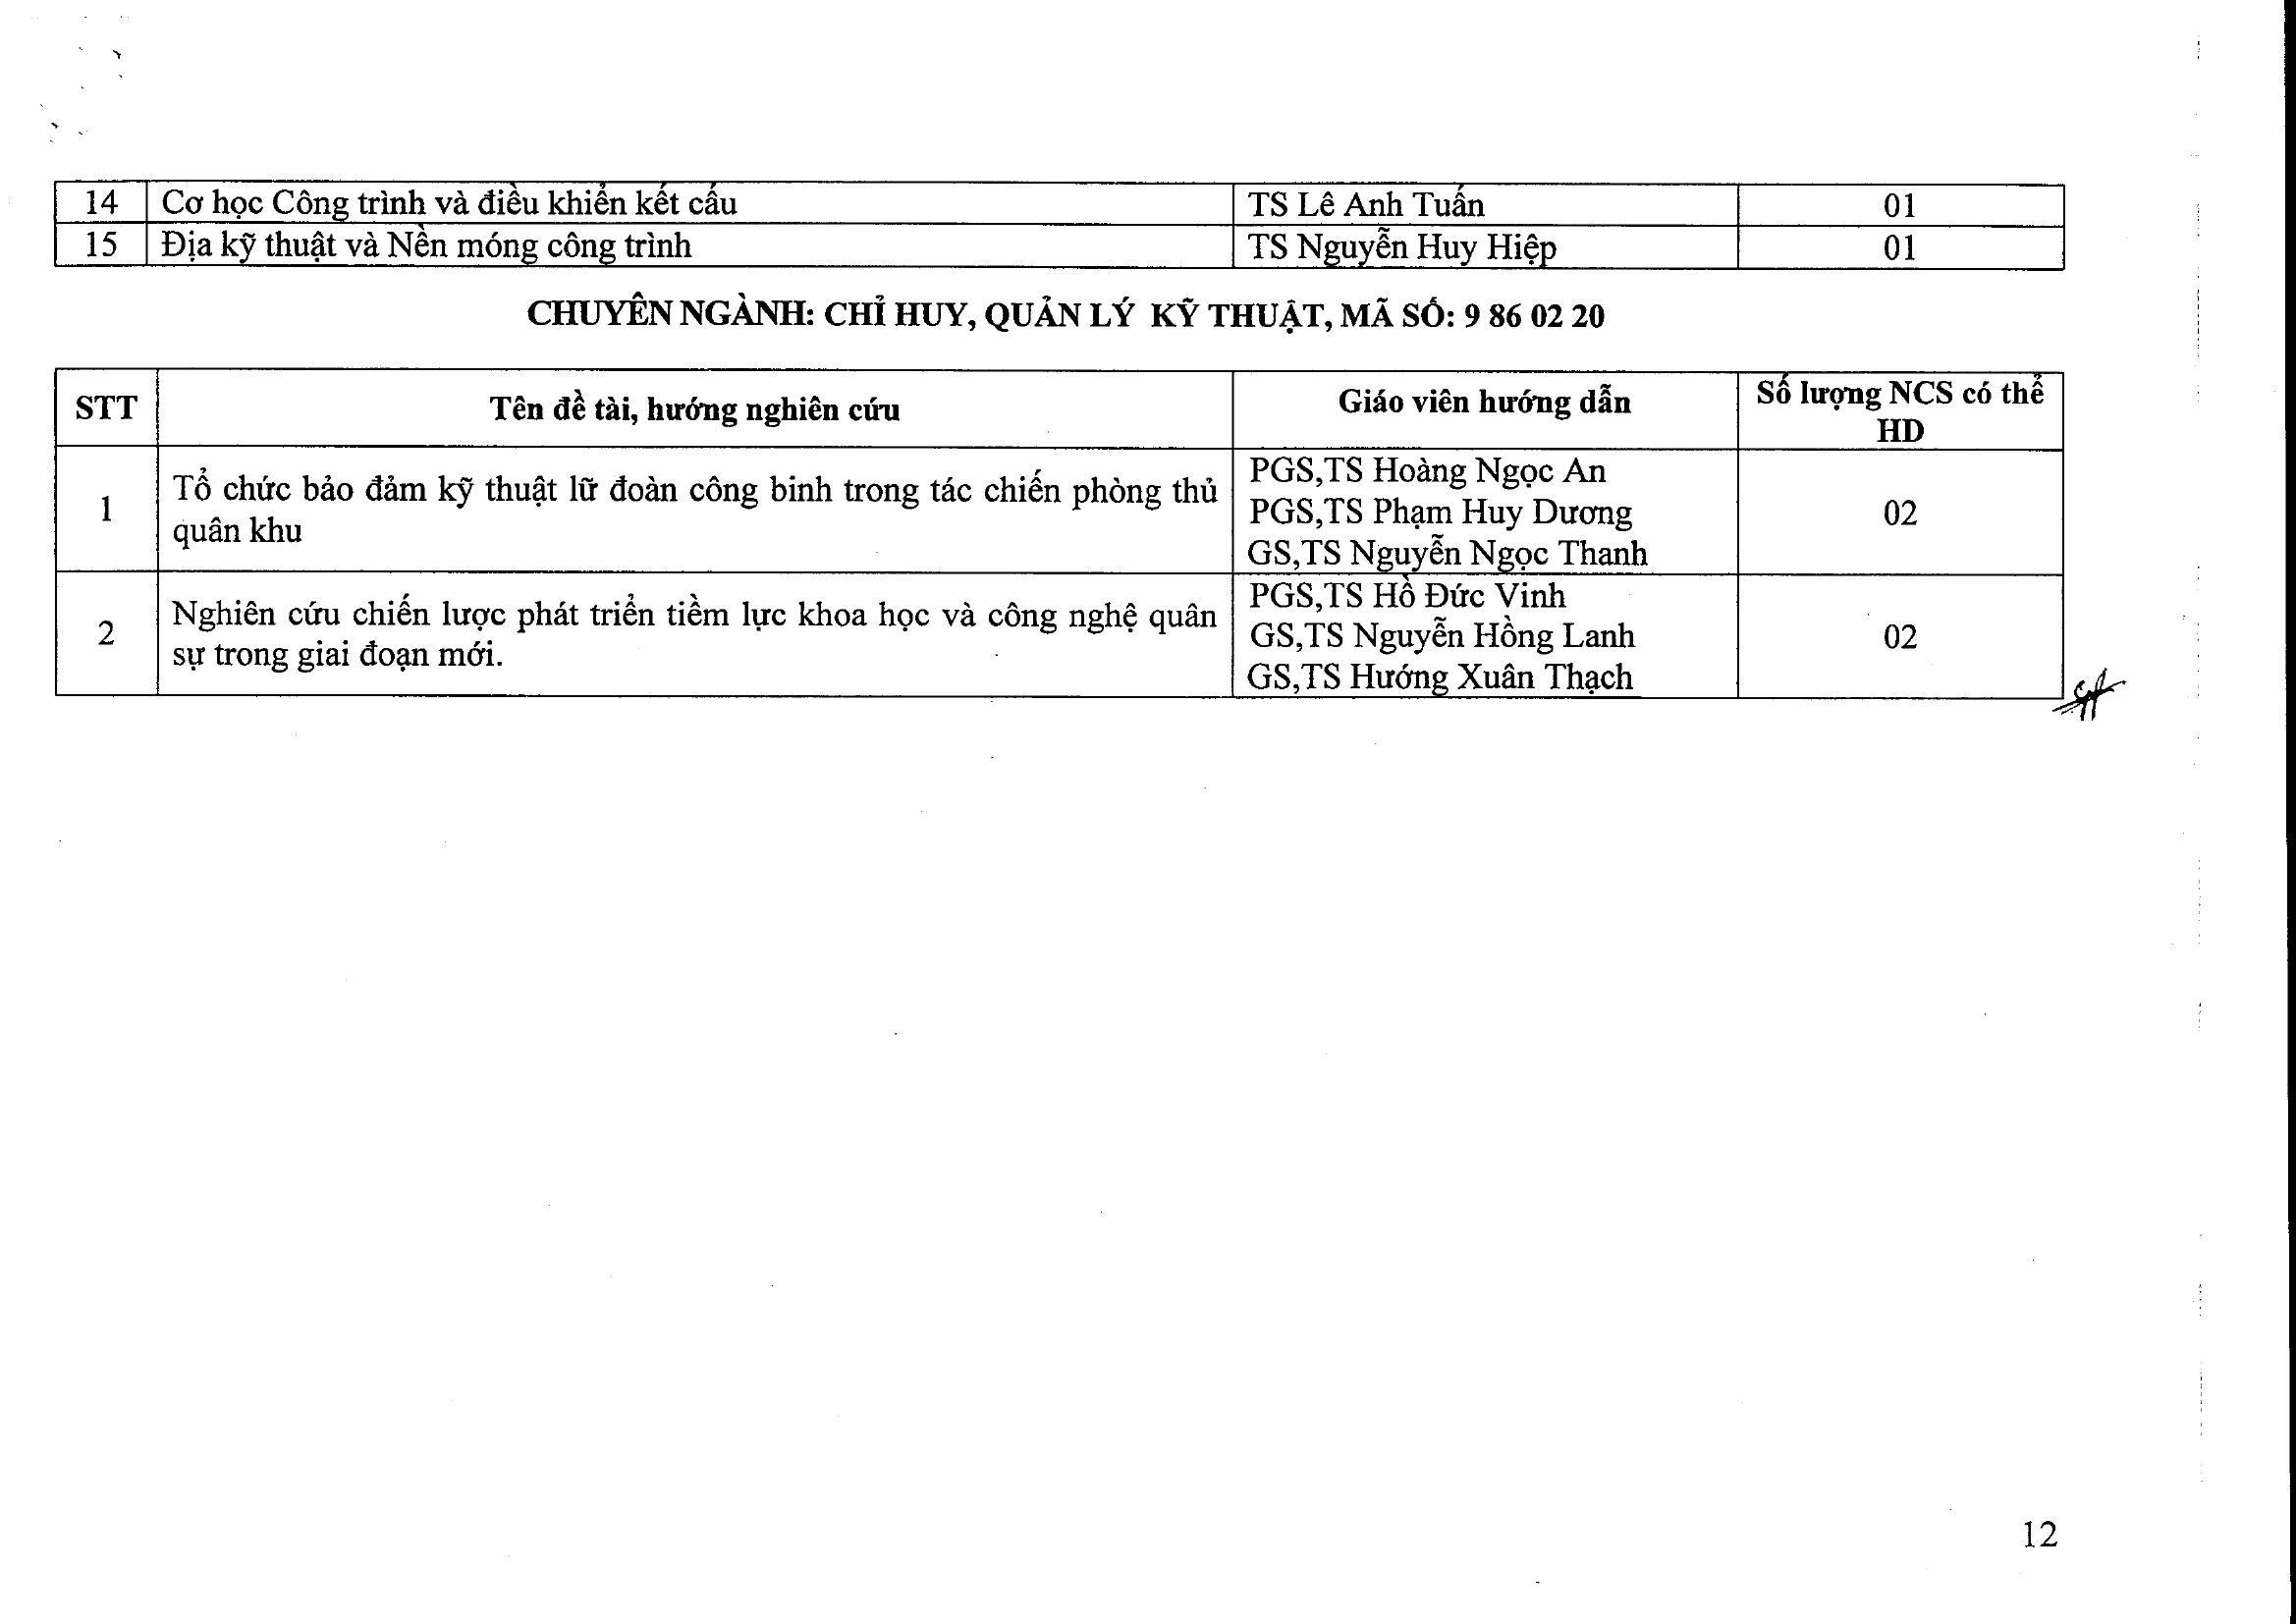 14 Cơ học Công trình và điều khiển kết cấu TS Lê Anh Tuấn 01
15 Địa kỹ thuật và Nền móng công trình TS Nguyễn Huy Hiệp 01
CHUYÊN NGÀNH: CHỈ HUY, QUẢN LÝ KỸ THUẬT, MÃ SỐ: 9 86 02 20
STT Tên đề tài, hướng nghiên cứu Giáo viên hướng dẫn Số lượng NCS có thể
HD
1 Tổ chức bảo đảm kỹ thuật lữ đoàn công binh trong tác chiến phòng thủ
quân khu
PGS,TS Hoàng Ngọc An
PGS,TS Phạm Huy Dương
GS,TS Nguyễn Ngọc Thanh
02
2 Nghiên cứu chiến lược phát triển tiềm lực khoa học và công nghệ quân
sự trong giai đoạn mới.
PGS,TS Hồ Đức Vinh
GS,TS Nguyễn Hồng Lanh
GS,TS Hướng Xuân Thạch
02
12